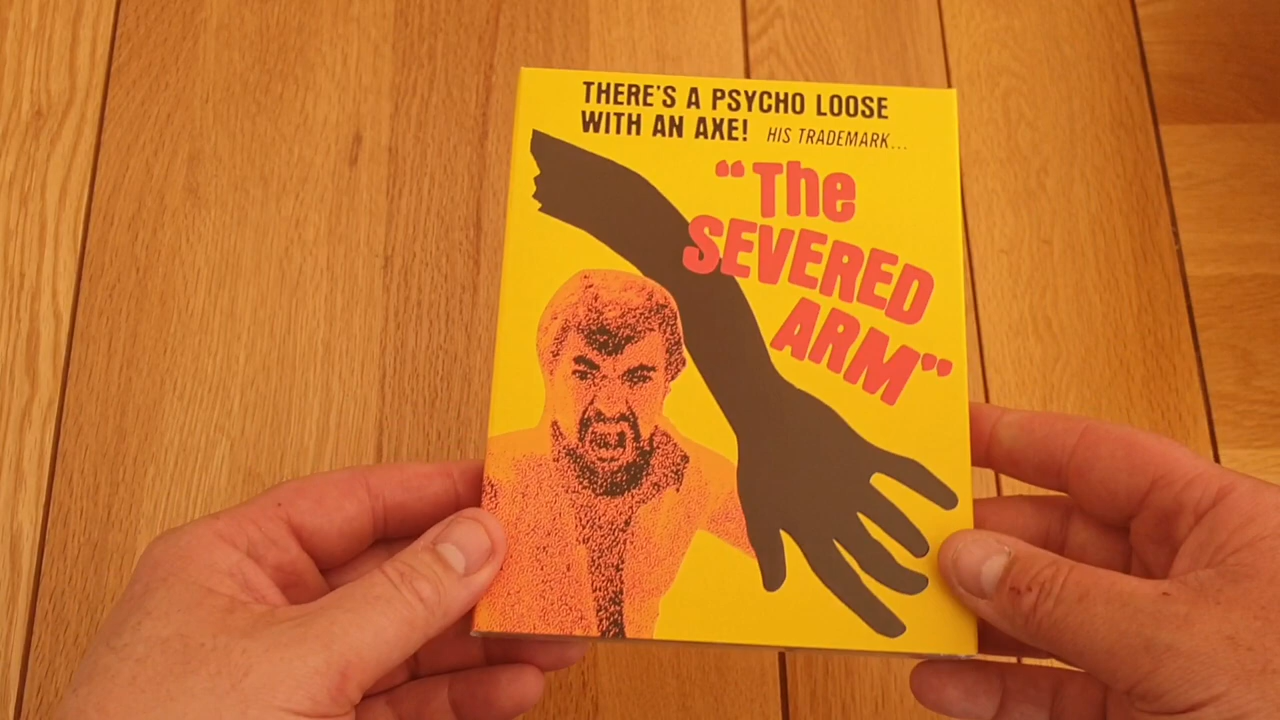 THERE'S A PSYCHO LOOSE
WITH AN AXE! HIS TRADEMARK...
"The
SEVERED
ARM"